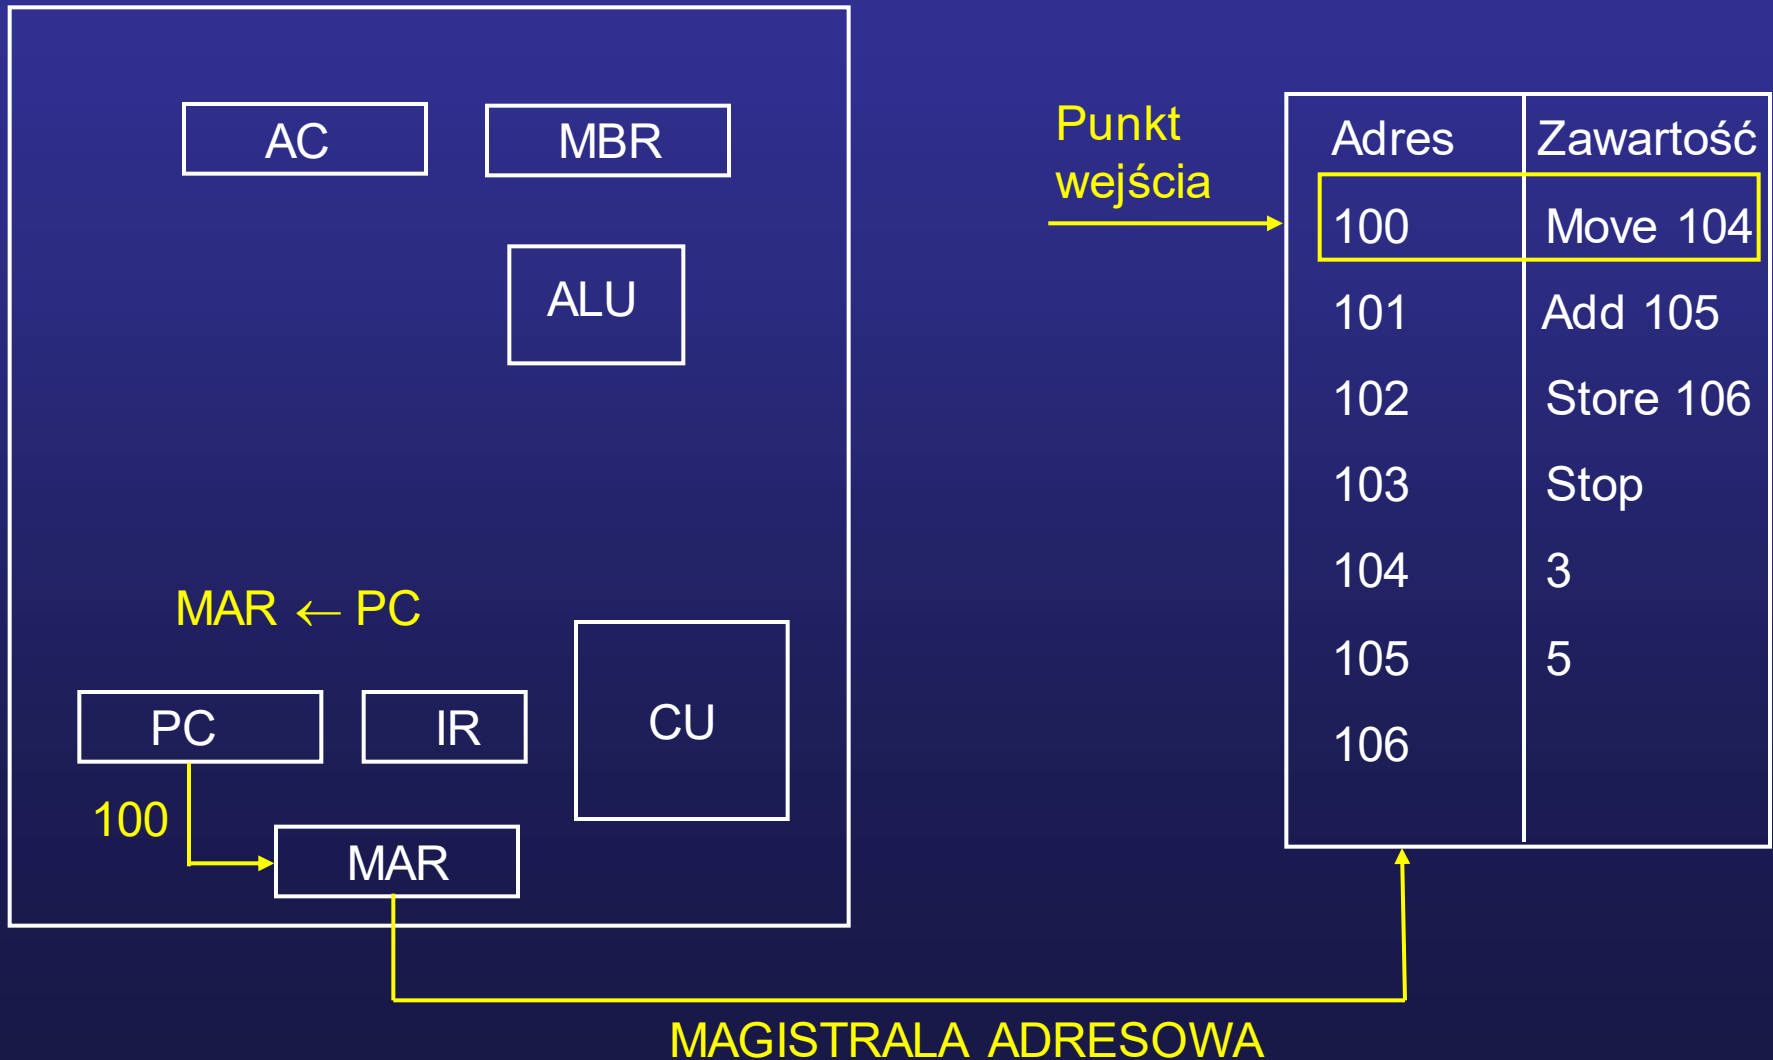 AC
MBR
ALU
MAR ← PC
PC
IR
CU
100
MAR
MAGISTRALA ADRESOWA
Punkt
wejścia
Adres Zawartość
100 Move 104
101 Add 105
102 Store 106
103 Stop
104 3
105 5
106